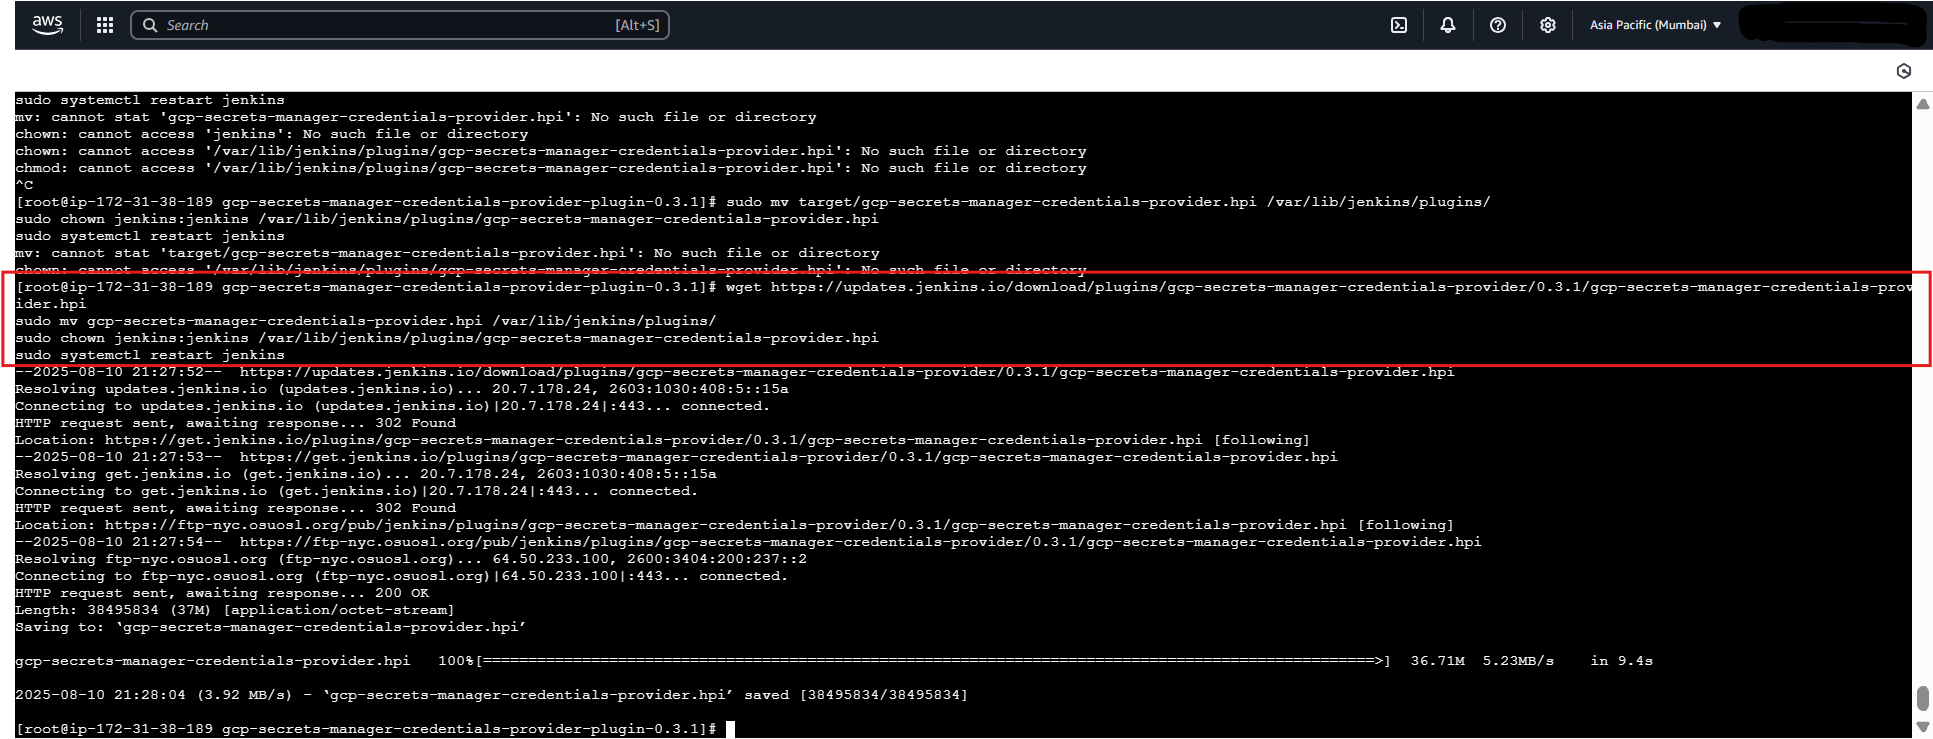 aws
Search [Alt+S]
Asia Pacific (Mumbai)
sudo systemctl restart jenkins
mv: cannot stat 'gcp-secrets-manager-credentials-provider.hpi': No such file or directory
chown: cannot access 'jenkins': No such file or directory
chown: cannot access '/var/lib/jenkins/plugins/gcp-secrets-manager-credentials-provider.hpi': No such file or directory
chmod: cannot access '/var/lib/jenkins/plugins/gcp-secrets-manager-credentials-provider.hpi': No such file or directory
^C
[root@ip-172-31-38-189 gcp-secrets-manager-credentials-provider-plugin-0.3.1]# sudo mv target/gcp-secrets-manager-credentials-provider.hpi /var/lib/jenkins/plugins/
sudo chown jenkins:jenkins /var/lib/jenkins/plugins/gcp-secrets-manager-credentials-provider.hpi
sudo systemctl restart jenkins
mv: cannot stat 'target/gcp-secrets-manager-credentials-provider.hpi': No such file or directory
chown: cannot access '/var/lib/jenkins/plugins/gcp-secrets-manager-credentials-provider.hpi': No such file or directory
[root@ip-172-31-38-189 gcp-secrets-manager-credentials-provider-plugin-0.3.1]# wget https://updates.jenkins.io/download/plugins/gcp-secrets-manager-credentials-provider/0.3.1/gcp-secrets-manager-credentials-prov
ider.hpi
sudo mv gcp-secrets-manager-credentials-provider.hpi /var/lib/jenkins/plugins/
sudo chown jenkins:jenkins /var/lib/jenkins/plugins/gcp-secrets-manager-credentials-provider.hpi
sudo systemctl restart jenkins
--2025-08-10 21:27:52-- https://updates.jenkins.io/download/plugins/gcp-secrets-manager-credentials-provider/0.3.1/gcp-secrets-manager-credentials-provider.hpi
Resolving updates.jenkins.io (updates.jenkins.io)... 20.7.178.24, 2603:1030:408:5::15a
Connecting to updates.jenkins.io (updates.jenkins.io)|20.7.178.24|:443... connected.
HTTP request sent, awaiting response... 302 Found
Location: https://get.jenkins.io/plugins/gcp-secrets-manager-credentials-provider/0.3.1/gcp-secrets-manager-credentials-provider.hpi [following]
--2025-08-10 21:27:53-- https://get.jenkins.io/plugins/gcp-secrets-manager-credentials-provider/0.3.1/gcp-secrets-manager-credentials-provider.hpi
Resolving get.jenkins.io (get.jenkins.io)... 20.7.178.24, 2603:1030:408:5::15a
Connecting to get.jenkins.io (get.jenkins.io)|20.7.178.24|:443... connected.
HTTP request sent, awaiting response... 302 Found
Location: https://ftp-nyc.osuosl.org/pub/jenkins/plugins/gcp-secrets-manager-credentials-provider/0.3.1/gcp-secrets-manager-credentials-provider.hpi [following]
--2025-08-10 21:27:54-- https://ftp-nyc.osuosl.org/pub/jenkins/plugins/gcp-secrets-manager-credentials-provider/0.3.1/gcp-secrets-manager-credentials-provider.hpi
Resolving ftp-nyc.osuosl.org (ftp-nyc.osuosl.org)... 64.50.233.100, 2600:3404:200:237::2
Connecting to ftp-nyc.osuosl.org (ftp-nyc.osuosl.org)|64.50.233.100|:443... connected.
HTTP request sent, awaiting response... 200 OK
Length: 38495834 (37M) [application/octet-stream]
Saving to: ‘gcp-secrets-manager-credentials-provider.hpi’
gcp-secrets-manager-credentials-provider.hpi 100%[===================================================================================================>] 36.71M 5.23MB/s in 9.4s
2025-08-10 21:28:04 (3.92 MB/s) - ‘gcp-secrets-manager-credentials-provider.hpi’ saved [38495834/38495834]
[root@ip-172-31-38-189 gcp-secrets-manager-credentials-provider-plugin-0.3.1]#